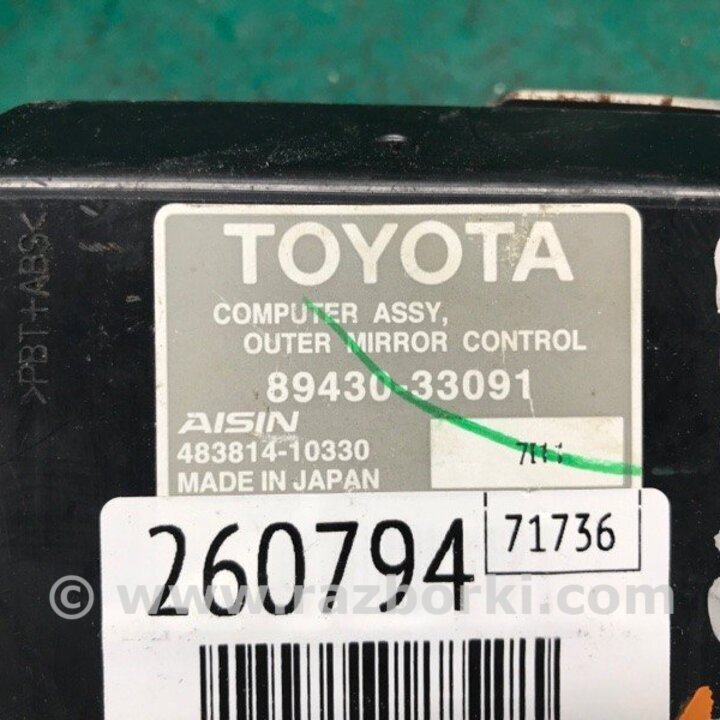 TOYOTA
COMPUTER ASSY,
OUTER MIRROR CONTROL
89430-33091
AISIN
483814-10330
MADE IN JAPAN
>PBT+ABS<
260794
71736
© www.razborki.com